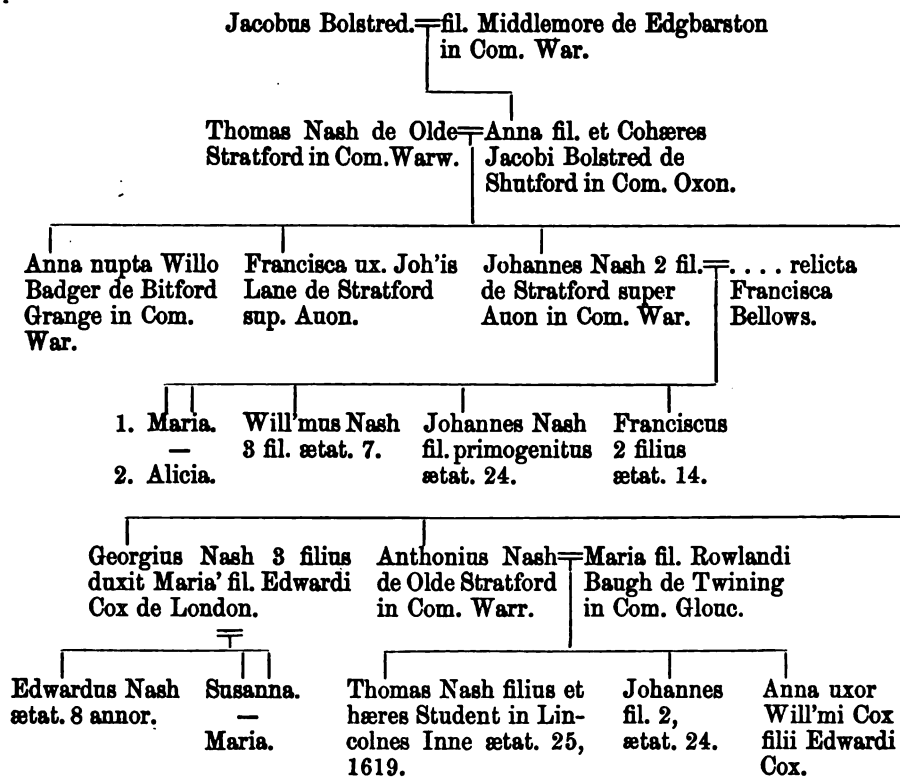 Jacobus Bolstred.=fil. Middlemore de Edgbarston
in Com. War.
Thomas Nash de Olde=Anna fil. et Cohæres
Stratford in Com. Warw. Jacobi Bolstred de
Shutford in Com. Oxon.
Anna nupta Willo
Badger de Bitford
Grange in Com.
War.
Francisca ux. Joh'is
Lane de Stratford
sup. Auon.
Johannes Nash 2 fil.=. . . . relicta
de Stratford super Francisca
Auon in Com. War. Bellows.
1. Maria.
—
2. Alicia.
Will'mus Nash
3 fil. ætat. 7.
Johannes Nash
fil. primogenitus
ætat. 24.
Franciscus
2 filius
ætat. 14.
Georgius Nash 3 filius
duxit Maria' fil. Edwardi
Cox de London.
Anthonius Nash=Maria fil. Rowlandi
de Olde Stratford Baugh de Twining
in Com. Warr. in Com. Glouc.
Edwardus Nash
ætat. 8 annor.
Susanna.
—
Maria.
Thomas Nash filius et
hæres Student in Lin-
colnes Inne ætat. 25,
1619.
Johannes
fil. 2,
ætat. 24.
Anna uxor
Will'mi Cox
filii Edwardi
Cox.